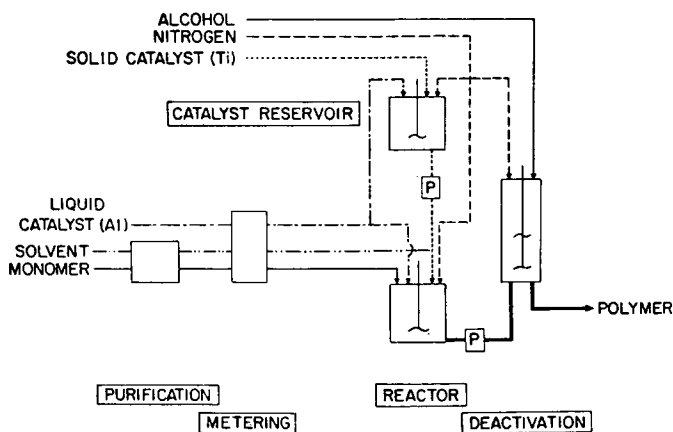 ALCOHOL
NITROGEN
SOLID CATALYST (Ti)
CATALYST RESERVOIR
P
LIQUID
CATALYST (Al)
SOLVENT
MONOMER
POLYMER
P
PURIFICATION
REACTOR
METERING
DEACTIVATION